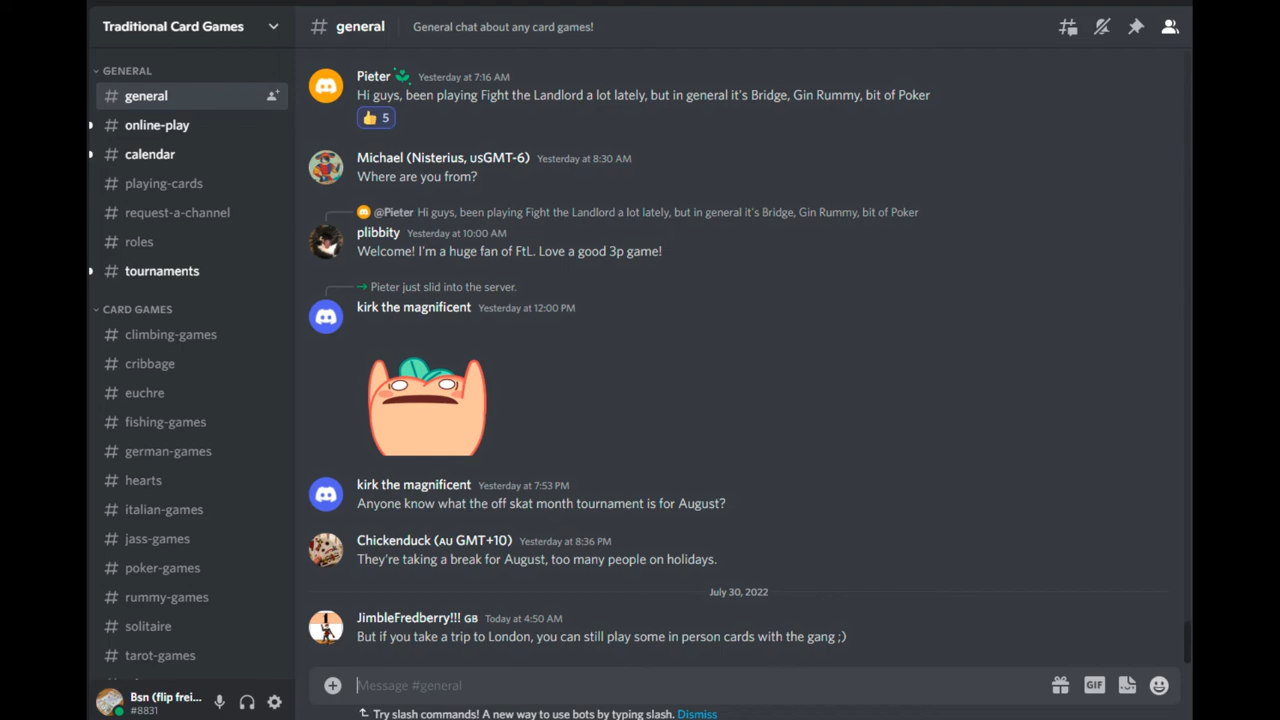 Traditional Card Games
# general
General chat about any card games!
GENERAL
# general
# online-play
# calendar
# playing-cards
# request-a-channel
# roles
# tournaments
CARD GAMES
# climbing-games
# cribbage
# euchre
# fishing-games
# german-games
# hearts
# italian-games
# jass-games
# poker-games
# rummy-games
# solitaire
# tarot-games
Bsn (flip frei...
#8831
Pieter Yesterday at 7:16 AM
Hi guys, been playing Fight the Landlord a lot lately, but in general it's Bridge, Gin Rummy, bit of Poker
👍 5
Michael (Nisterius, usGMT-6) Yesterday at 8:30 AM
Where are you from?
@Pieter Hi guys, been playing Fight the Landlord a lot lately, but in general it's Bridge, Gin Rummy, bit of Poker
plibbity Yesterday at 10:00 AM
Welcome! I'm a huge fan of FtL. Love a good 3p game!
Pieter just slid into the server.
kirk the magnificent Yesterday at 12:00 PM
kirk the magnificent Yesterday at 7:53 PM
Anyone know what the off skat month tournament is for August?
Chickenduck (AU GMT+10) Yesterday at 8:36 PM
They're taking a break for August, too many people on holidays.
July 30, 2022
JimbleFredberry!!! GB Today at 4:50 AM
But if you take a trip to London, you can still play some in person cards with the gang ;)
Message #general
GIF
Try slash commands! A new way to use bots by typing slash. Dismiss